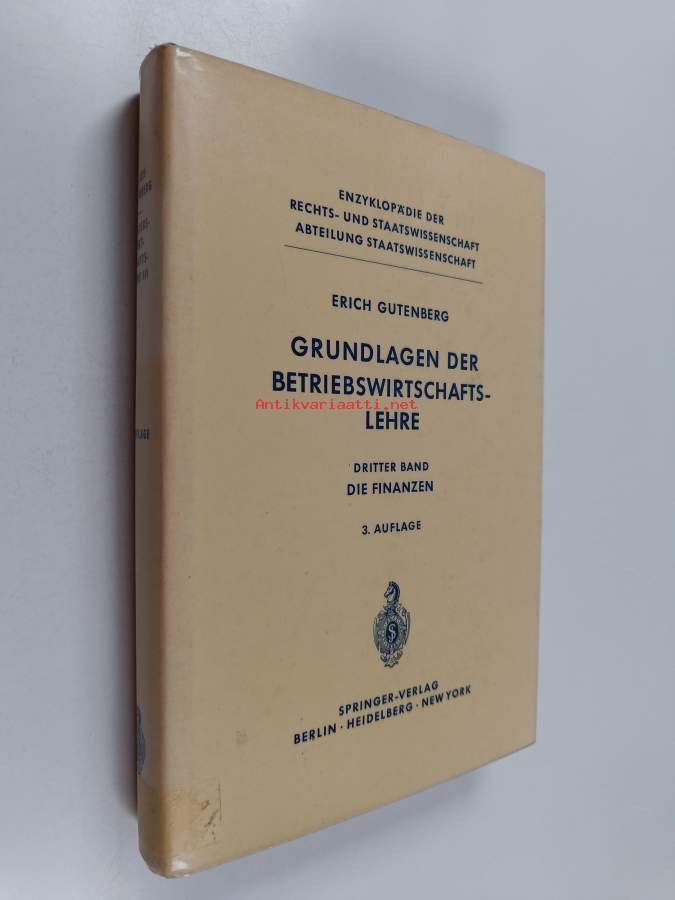 ENZYKLOPÄDIE DER
RECHTS- UND STAATSWISSENSCHAFT
ABTEILUNG STAATSWISSENSCHAFT
ERICH GUTENBERG
GRUNDLAGEN DER
BETRIEBSWIRTSCHAFTS-
Antikvariaatti.net
LEHRE
DRITTER BAND
DIE FINANZEN
3. AUFLAGE
SPRINGER-VERLAG
BERLIN · HEIDELBERG · NEW YORK